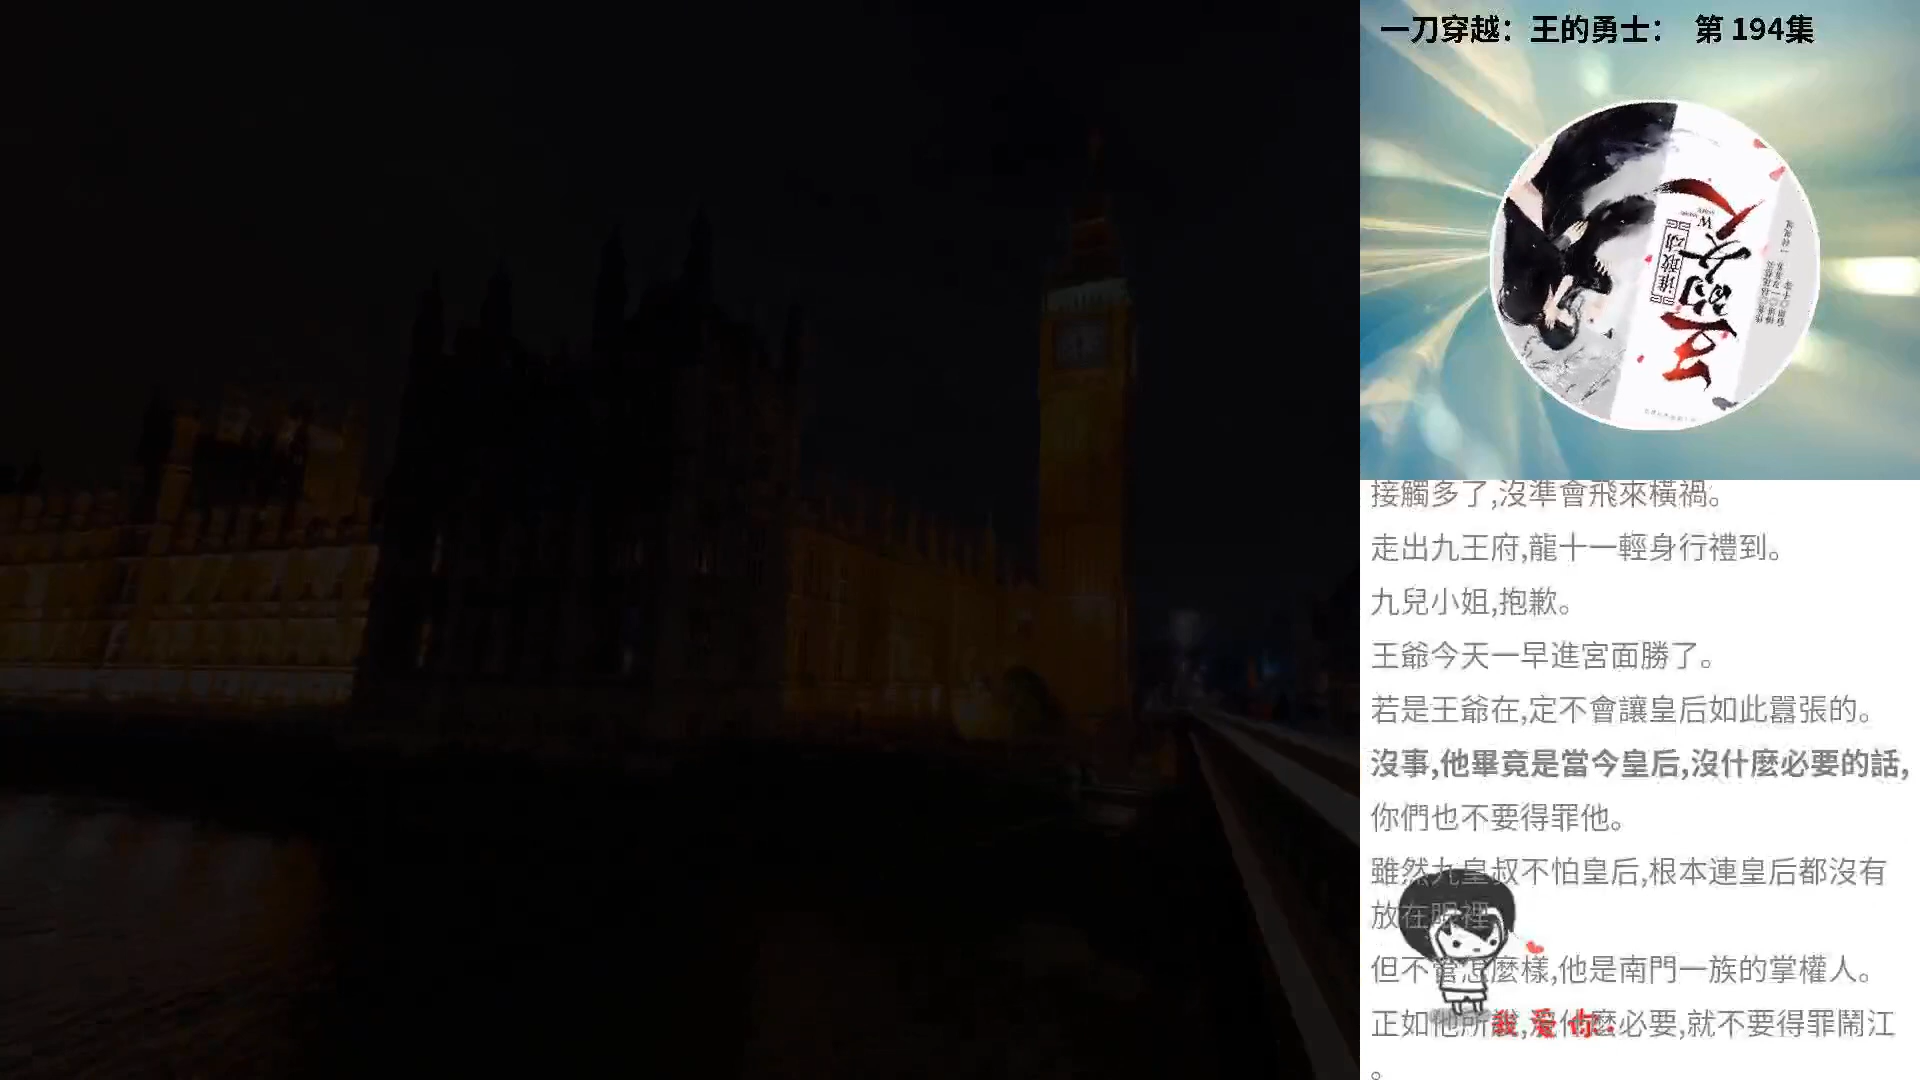 一刀穿越：王的勇士： 第 194集
谁敢动
接觸多了,沒準會飛來橫禍。
走出九王府,龍十一輕身行禮到。
九兒小姐,抱歉。
王爺今天一早進宮面勝了。
若是王爺在,定不會讓皇后如此囂張的。
沒事,他畢竟是當今皇后,沒什麼必要的話,
你們也不要得罪他。
雖然九皇叔不怕皇后,根本連皇后都沒有
放在眼裡
但不管怎麼樣,他是南門一族的掌權人。
正如他所說,沒什麼必要,就不要得罪鬧江
。
我 爱 你